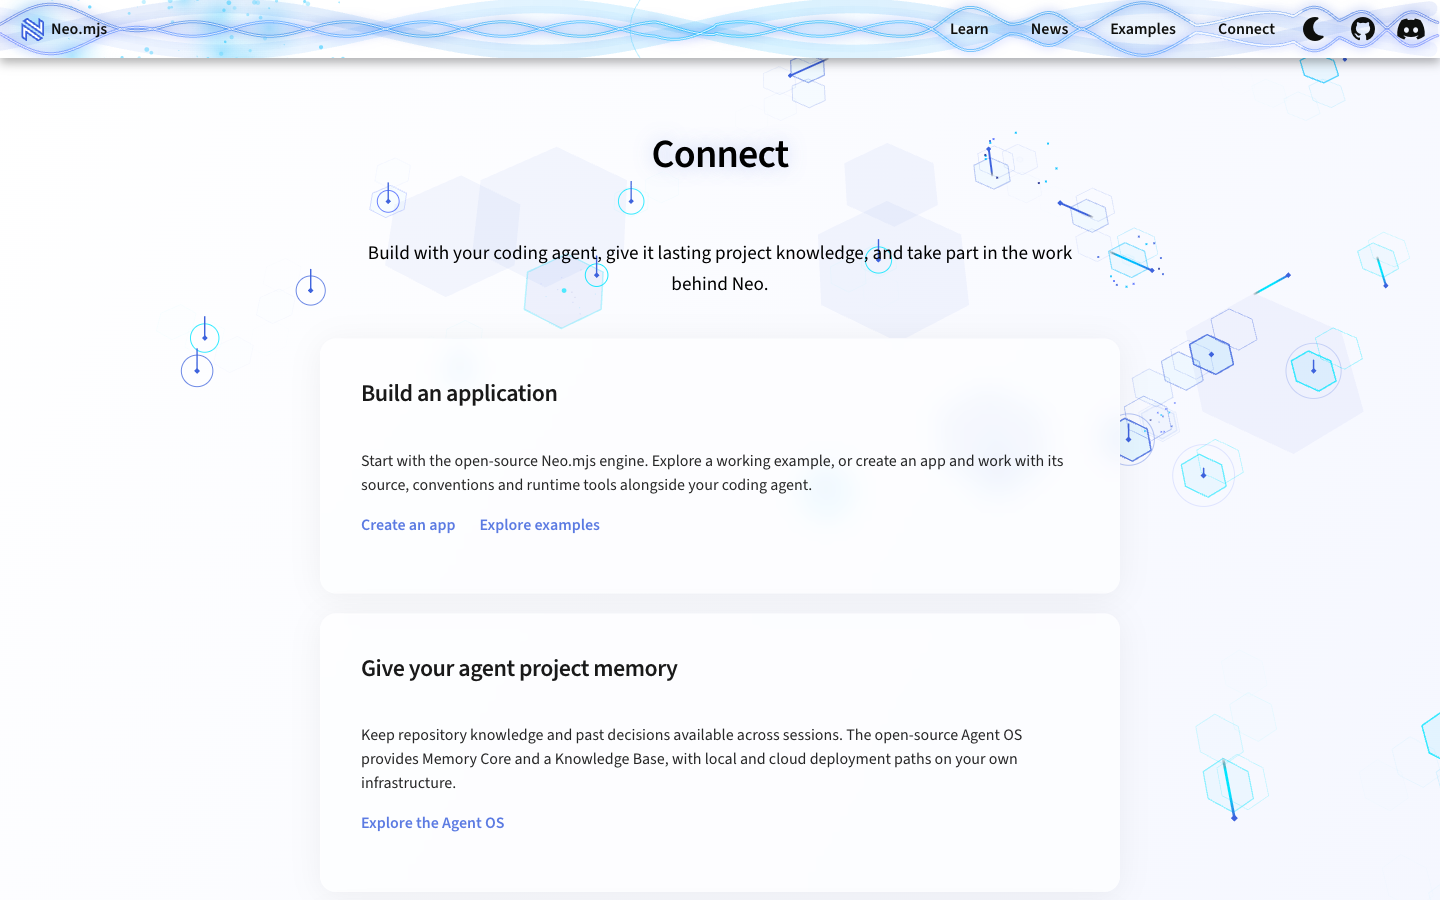 Neo.mjs
Learn
News
Examples
Connect
Connect
Build with your coding agent, give it lasting project knowledge, and take part in the work
behind Neo.
Build an application
Start with the open-source Neo.mjs engine. Explore a working example, or create an app and work with its
source, conventions and runtime tools alongside your coding agent.
Create an app
Explore examples
Give your agent project memory
Keep repository knowledge and past decisions available across sessions. The open-source Agent OS
provides Memory Core and a Knowledge Base, with local and cloud deployment paths on your own
infrastructure.
Explore the Agent OS